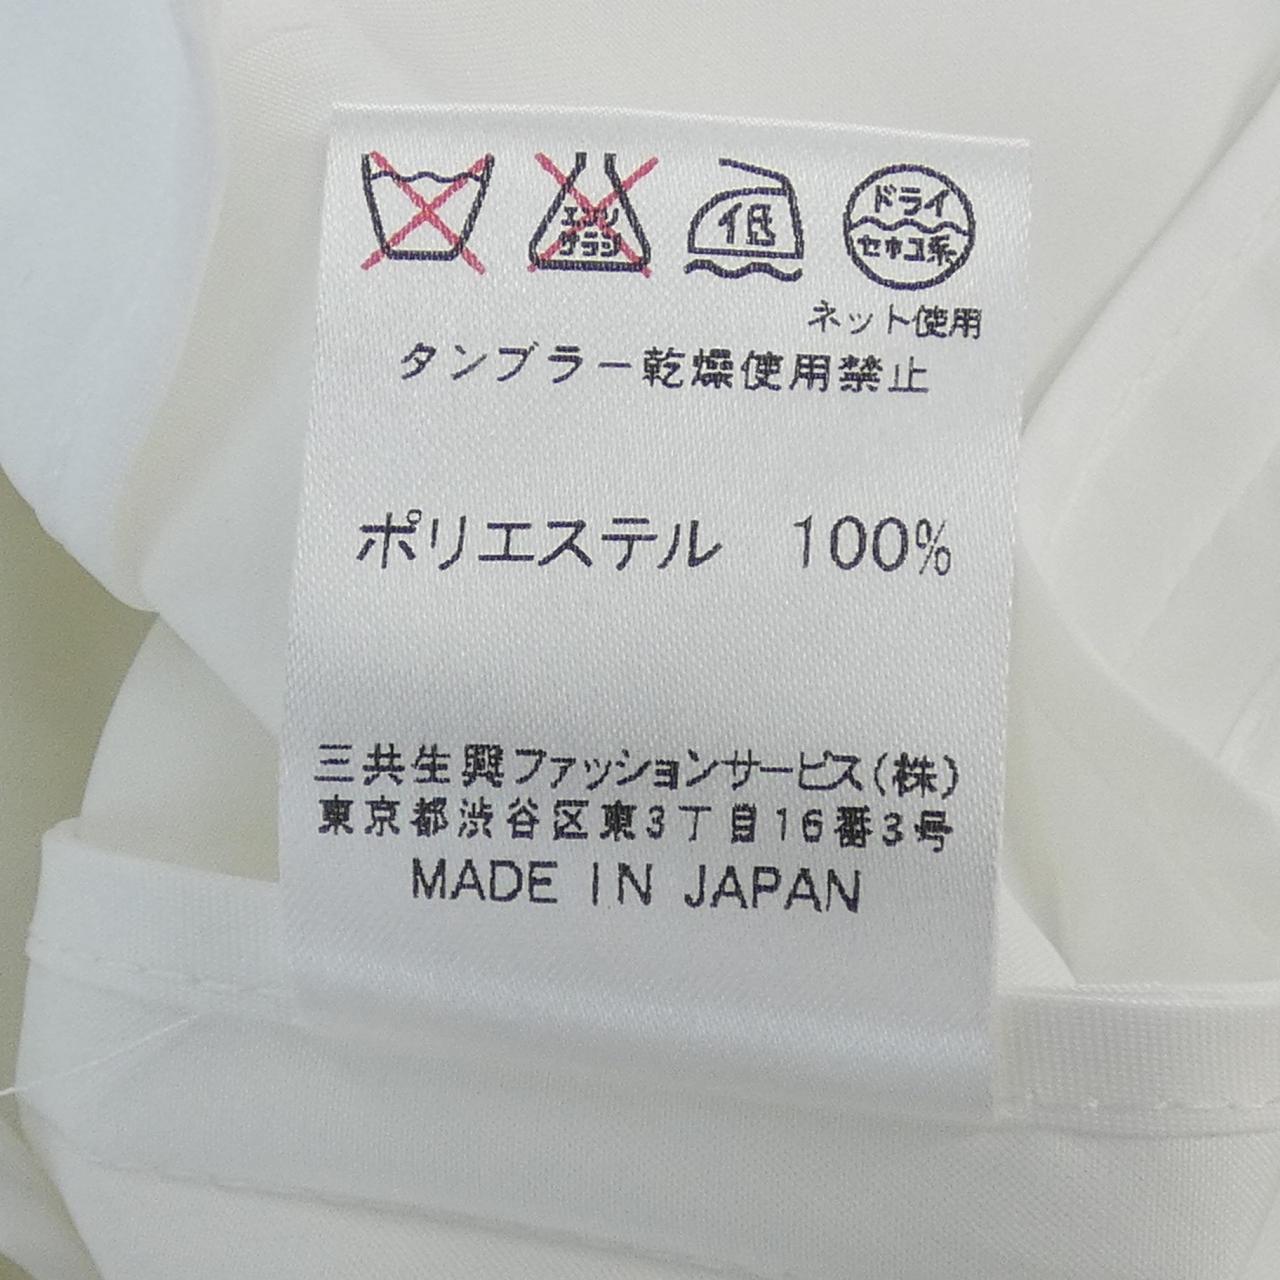 エンソ
サラシ
低
ドライ
セキユ系
ネット使用
タンブラー乾燥使用禁止
ポリエステル 100%
三共生興ファッションサービス(株)
東京都渋谷区東3丁目16番3号
MADE IN JAPAN